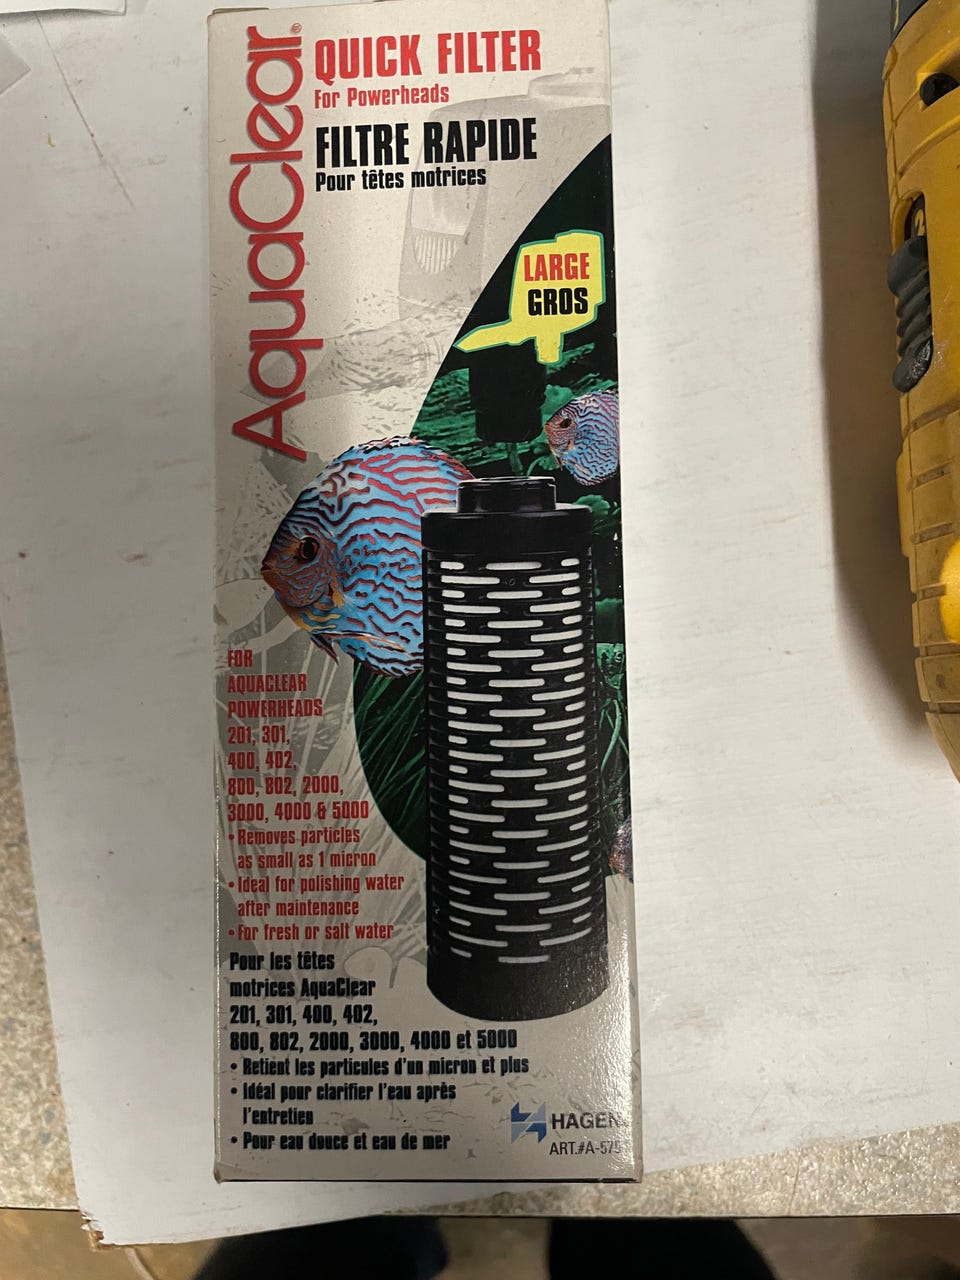 AquaClear®
QUICK FILTER
For Powerheads
FILTRE RAPIDE
Pour têtes motrices
LARGE
GROS
FOR
AQUACLEAR
POWERHEADS
201, 301,
400, 402,
800, 802, 2000,
3000, 4000 & 5000
• Removes particles
as small as 1 micron
• Ideal for polishing water
after maintenance
• For fresh or salt water
Pour les têtes
motrices AquaClear
201, 301, 400, 402,
800, 802, 2000, 3000, 4000 et 5000
• Retient les particules d'un micron et plus
• Idéal pour clarifier l'eau après
l'entretien
• Pour eau douce et eau de mer
HAGEN
ART.#A-575